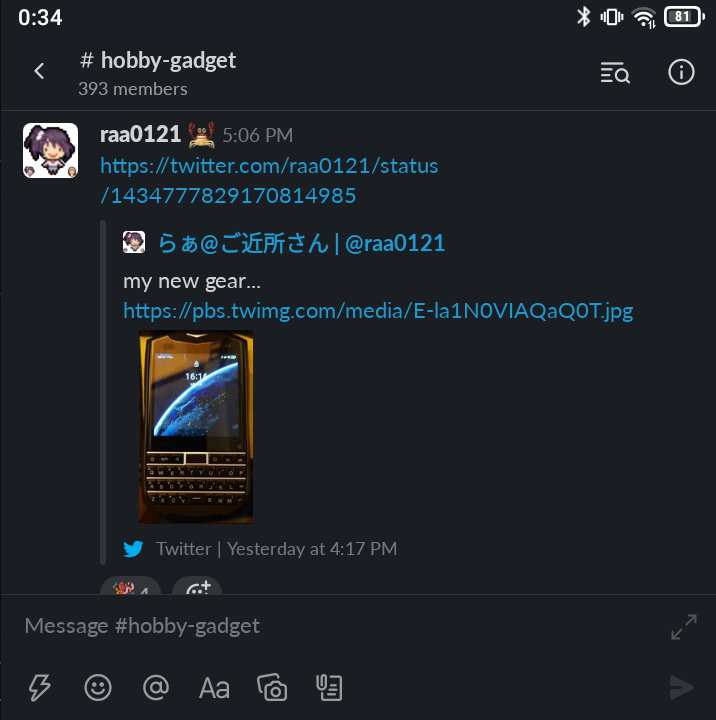 0:34
81
# hobby-gadget
393 members
raa0121 5:06 PM
https://twitter.com/raa0121/status
/1434777829170814985
らぁ@ご近所さん | @raa0121
my new gear...
https://pbs.twimg.com/media/E-la1N0VIAQaQ0T.jpg
16:16
Twitter | Yesterday at 4:17 PM
4
Message #hobby-gadget
Aa